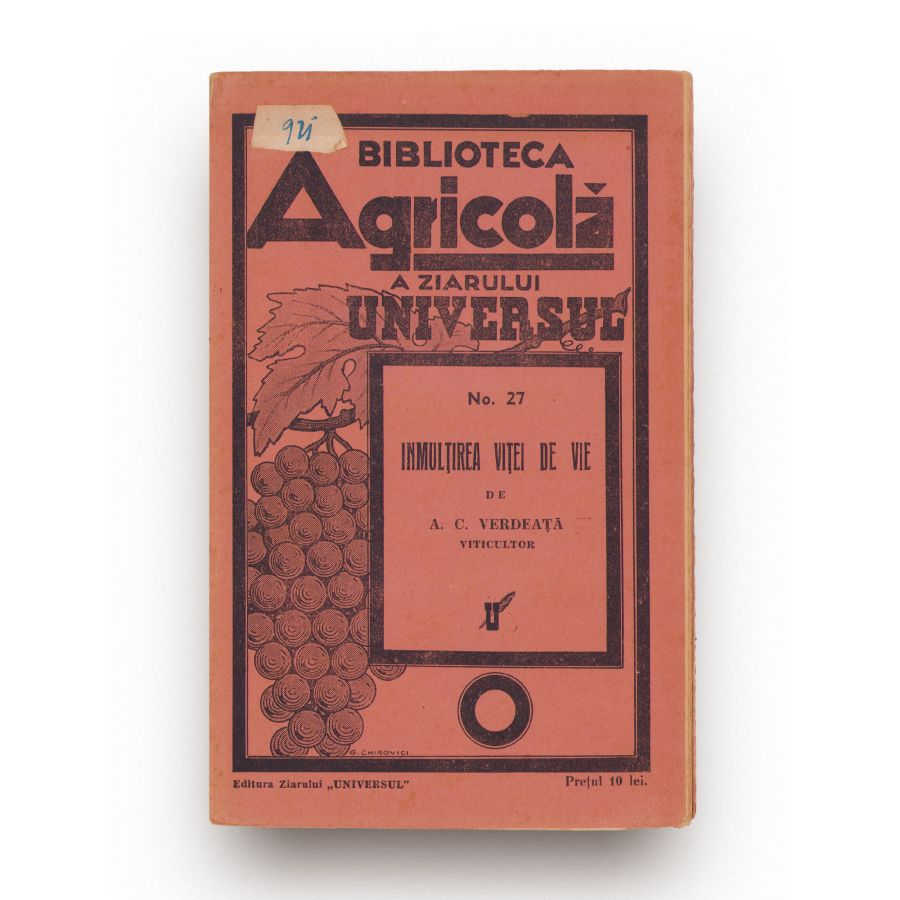 BIBLIOTECA
Agricolă
A ZIARULUI
UNIVERSUL
No. 27
INMULȚIREA VIȚEI DE VIE
DE
A. C. VERDEAȚĂ
VITICULTOR
U
G. CHIROVICI.
Editura Ziarului „UNIVERSUL"
Prețul 10 lei.